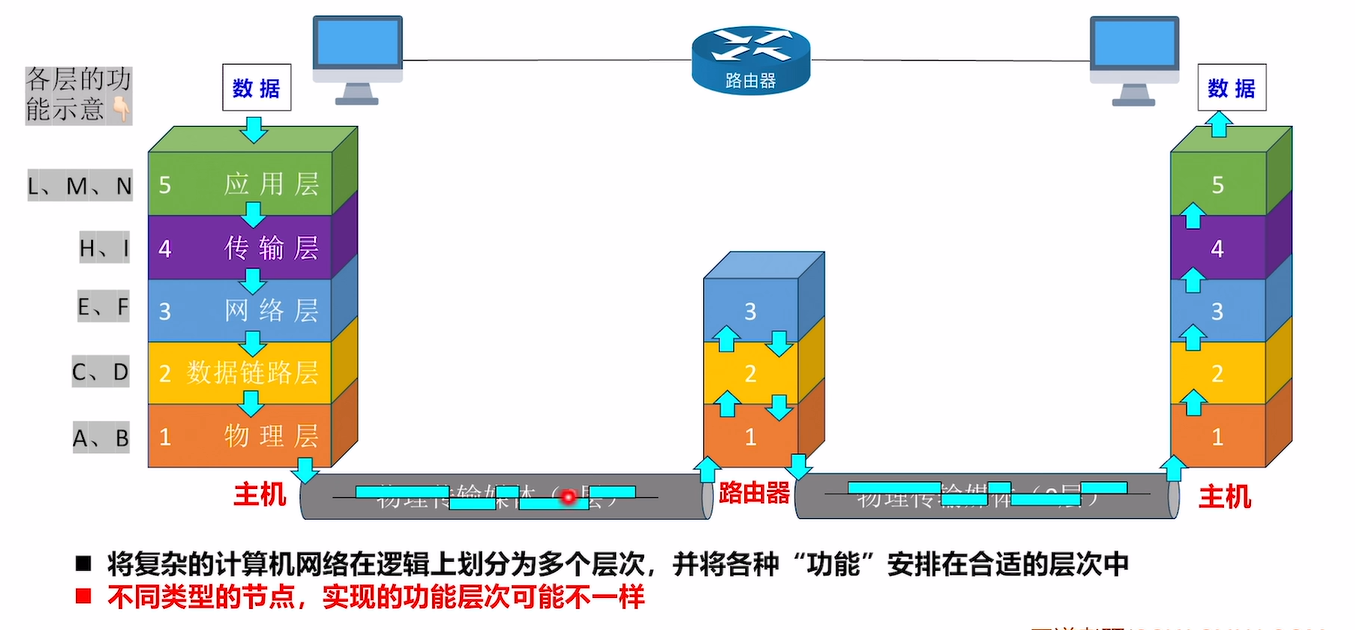 各层的功
能示意👇🏻
数据
路由器
数据
L、M、N
5 应用层
5
H、I
4 传输层
4
E、F
3 网络层
3
3
C、D
2 数据链路层
2
2
A、B
1 物理层
1
1
主机
物理传输媒体（0层）
路由器
物理传输媒体（0层）
主机
■ 将复杂的计算机网络在逻辑上划分为多个层次，并将各种“功能”安排在合适的层次中
■ 不同类型的节点，实现的功能层次可能不一样